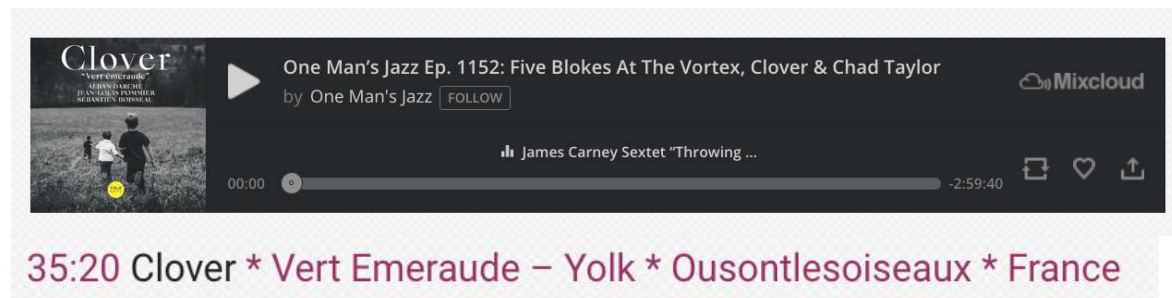 Clover
"Vert émeraude"
ALBAN DARCHE
JEAN-LOUIS POMMIER
SÉBASTIEN BOISSEAU
One Man's Jazz Ep. 1152: Five Blokes At The Vortex, Clover & Chad Taylor
by One Man's Jazz FOLLOW
Mixcloud
James Carney Sextet “Throwing ...
00:00
-2:59:40
35:20 Clover * Vert Emeraude – Yolk * Ousontlesoiseaux * France